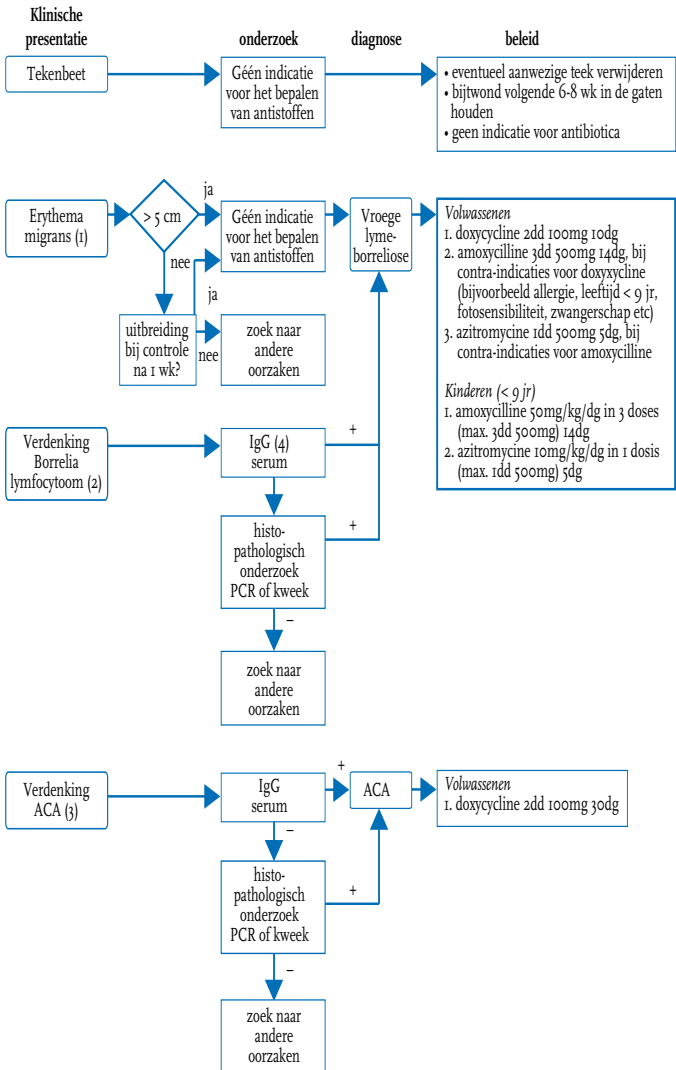 Klinische
presentatie
onderzoek
diagnose
beleid
Tekenbeet
Géén indicatie
voor het bepalen
van antistoffen
• eventueel aanwezige teek verwijderen
• bijtwond volgende 6-8 wk in de gaten
houden
• geen indicatie voor antibiotica
Erythema
migrans (1)
> 5 cm
ja
nee
Géén indicatie
voor het bepalen
van antistoffen
Vroege
lyme-
borreliose
uitbreiding
bij controle
na 1 wk?
ja
nee
zoek naar
andere
oorzaken
Volwassenen
1. doxycycline 2dd 100mg 10dg
2. amoxycilline 3dd 500mg 14dg, bij
contra-indicaties voor doxyxycline
(bijvoorbeeld allergie, leeftijd < 9 jr,
fotosensibiliteit, zwangerschap etc)
3. azitromycine 1dd 500mg 5dg, bij
contra-indicaties voor amoxycilline
Kinderen (< 9 jr)
1. amoxycilline 50mg/kg/dg in 3 doses
(max. 3dd 500mg) 14dg
2. azitromycine 10mg/kg/dg in 1 dosis
(max. 1dd 500mg) 5dg
Verdenking
Borrelia
lymfocytoom (2)
IgG (4)
serum
+
histo-
pathologisch
onderzoek
PCR of kweek
+
–
zoek naar
andere
oorzaken
Verdenking
ACA (3)
IgG
serum
+
–
ACA
Volwassenen
1. doxycycline 2dd 100mg 30dg
histo-
pathologisch
onderzoek
PCR of kweek
+
–
zoek naar
andere
oorzaken